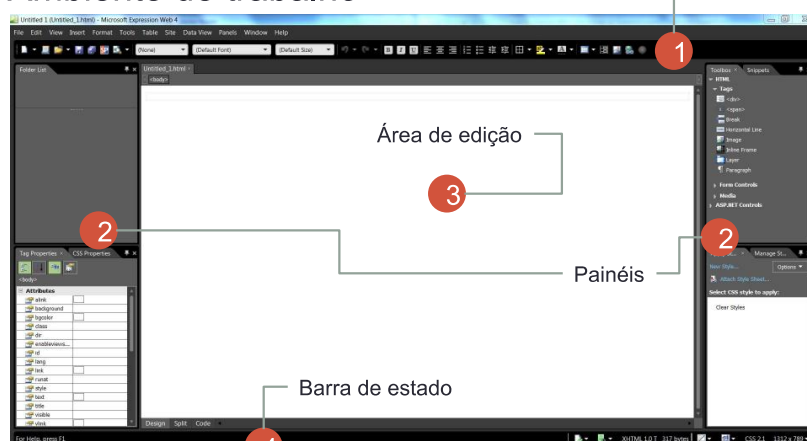 Untitled 1 (Untitled_1.html) - Microsoft Expression Web 4
File Edit View Insert Format Tools Table Site Data View Panels Window Help
(None) (Default Font) (Default Size) B I U
1
Folder List
Untitled_1.html
<body>
Toolbox Snippets
HTML
Tags
<div>
<span>
Break
Horizontal Line
Image
Inline Frame
Layer
Paragraph
Form Controls
Media
ASP.NET Controls
Área de edição
3
2
2
Painéis
Tag Properties CSS Properties
<body>
Attributes
alink
background
bgcolor
class
dir
enableviews...
id
lang
link
runat
style
text
title
visible
vlink
Manage St...
New Style... Options
Attach Style Sheet...
Select CSS style to apply:
Clear Styles
Barra de estado
Design Split Code
For Help, press F1
XHTML 1.0 T 317 bytes CSS 2.1 1312 x 789